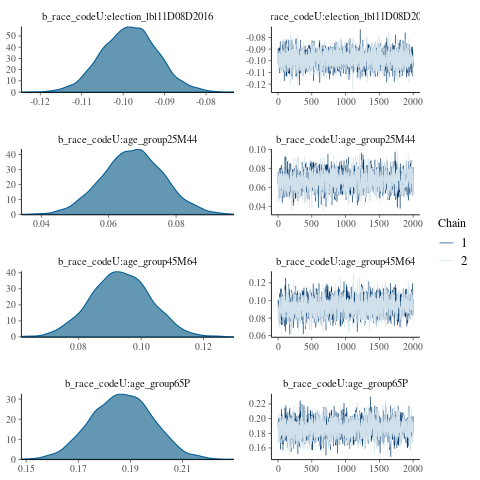 b_race_codeU:election_lbl11D08D2016
50
40
30
20
10
0
-0.12 -0.11 -0.10 -0.09 -0.08
race_codeU:election_lbl11D08D20
-0.08
-0.09
-0.10
-0.11
-0.12
0 500 1000 1500 2000
b_race_codeU:age_group25M44
40
30
20
10
0
0.04 0.06 0.08
b_race_codeU:age_group25M44
0.10
0.08
0.06
0.04
0 500 1000 1500 2000
Chain
1
2
b_race_codeU:age_group45M64
40
30
20
10
0
0.08 0.10 0.12
b_race_codeU:age_group45M64
0.12
0.10
0.08
0.06
0 500 1000 1500 2000
b_race_codeU:age_group65P
30
20
10
0
0.15 0.17 0.19 0.21
b_race_codeU:age_group65P
0.22
0.20
0.18
0.16
0 500 1000 1500 2000